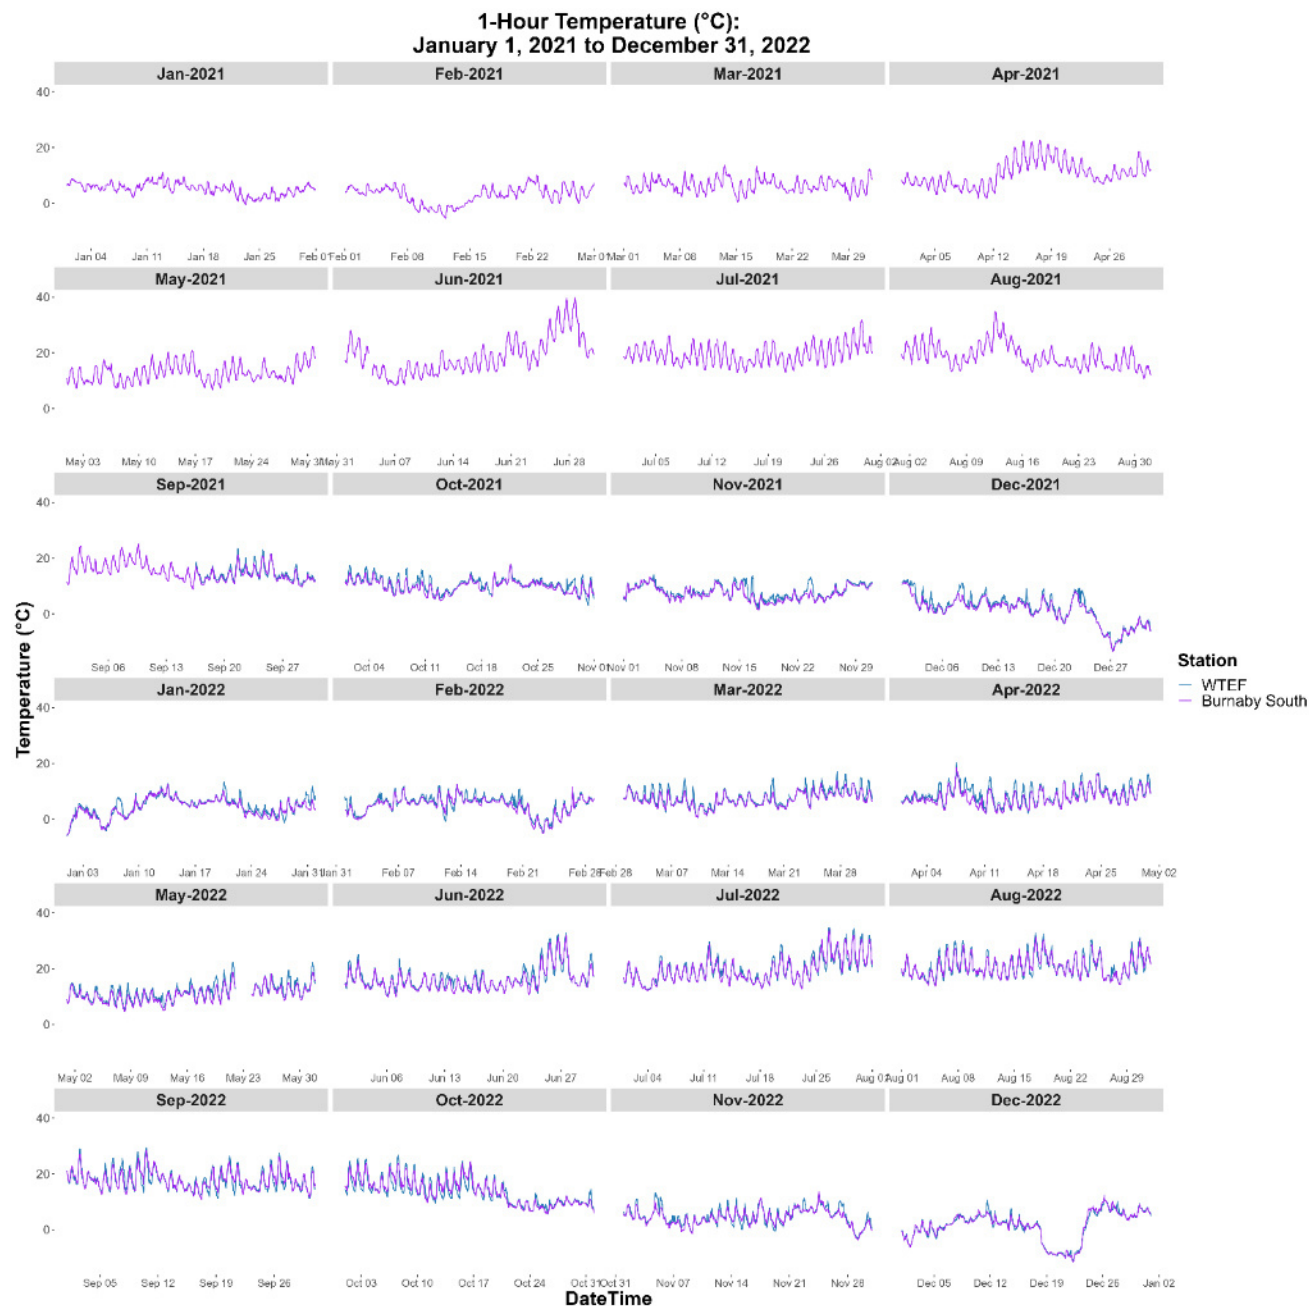 1-Hour Temperature (°C):
January 1, 2021 to December 31, 2022
Jan-2021 Feb-2021 Mar-2021 Apr-2021
40
20
0
Jan 04 Jan 11 Jan 18 Jan 25 Feb 01 Feb 01 Feb 08 Feb 15 Feb 22 Mar 01 Mar 01 Mar 08 Mar 15 Mar 22 Mar 29 Apr 05 Apr 12 Apr 19 Apr 26
May-2021 Jun-2021 Jul-2021 Aug-2021
40
20
0
May 03 May 10 May 17 May 24 May 31 May 31 Jun 07 Jun 14 Jun 21 Jun 28 Jul 05 Jul 12 Jul 19 Jul 26 Aug 02 Aug 02 Aug 09 Aug 16 Aug 23 Aug 30
Sep-2021 Oct-2021 Nov-2021 Dec-2021
40
20
0
Sep 06 Sep 13 Sep 20 Sep 27 Oct 04 Oct 11 Oct 18 Oct 25 Nov 01 Nov 01 Nov 08 Nov 15 Nov 22 Nov 29 Dec 06 Dec 13 Dec 20 Dec 27
Temperature (°C)
Station
WTEF
Burnaby South
Jan-2022 Feb-2022 Mar-2022 Apr-2022
40
20
0
Jan 03 Jan 10 Jan 17 Jan 24 Jan 31 Jan 31 Feb 07 Feb 14 Feb 21 Feb 28 Feb 28 Mar 07 Mar 14 Mar 21 Mar 28 Apr 04 Apr 11 Apr 18 Apr 25 May 02
May-2022 Jun-2022 Jul-2022 Aug-2022
40
20
0
May 02 May 09 May 16 May 23 May 30 Jun 06 Jun 13 Jun 20 Jun 27 Jul 04 Jul 11 Jul 18 Jul 25 Aug 01 Aug 01 Aug 08 Aug 15 Aug 22 Aug 29
Sep-2022 Oct-2022 Nov-2022 Dec-2022
40
20
0
Sep 05 Sep 12 Sep 19 Sep 26 Oct 03 Oct 10 Oct 17 Oct 24 Oct 31 Oct 31 Nov 07 Nov 14 Nov 21 Nov 28 Dec 05 Dec 12 Dec 19 Dec 26 Jan 02
DateTime